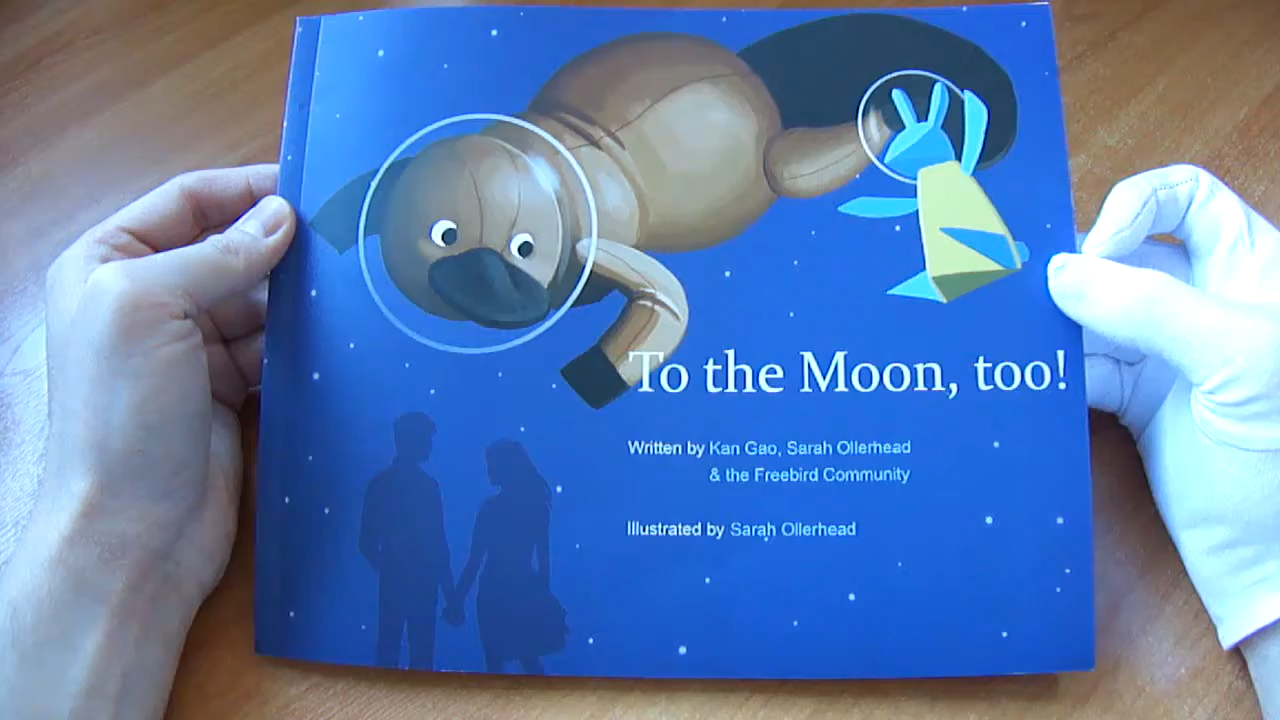 To the Moon, too!
Written by Kan Gao, Sarah Ollerhead
& the Freebird Community
Illustrated by Sarah Ollerhead